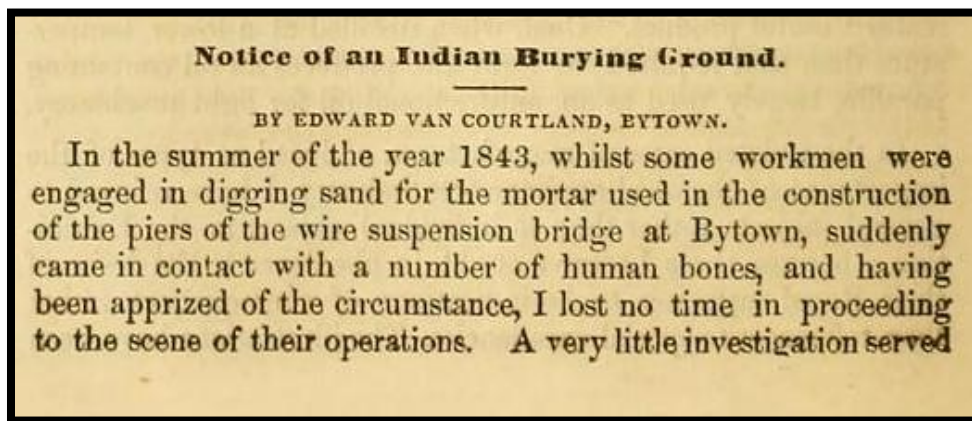 Notice of an Indian Burying Ground.
BY EDWARD VAN COURTLAND, BYTOWN.
In the summer of the year 1843, whilst some workmen were
engaged in digging sand for the mortar used in the construction
of the piers of the wire suspension bridge at Bytown, suddenly
came in contact with a number of human bones, and having
been apprized of the circumstance, I lost no time in proceeding
to the scene of their operations. A very little investigation served